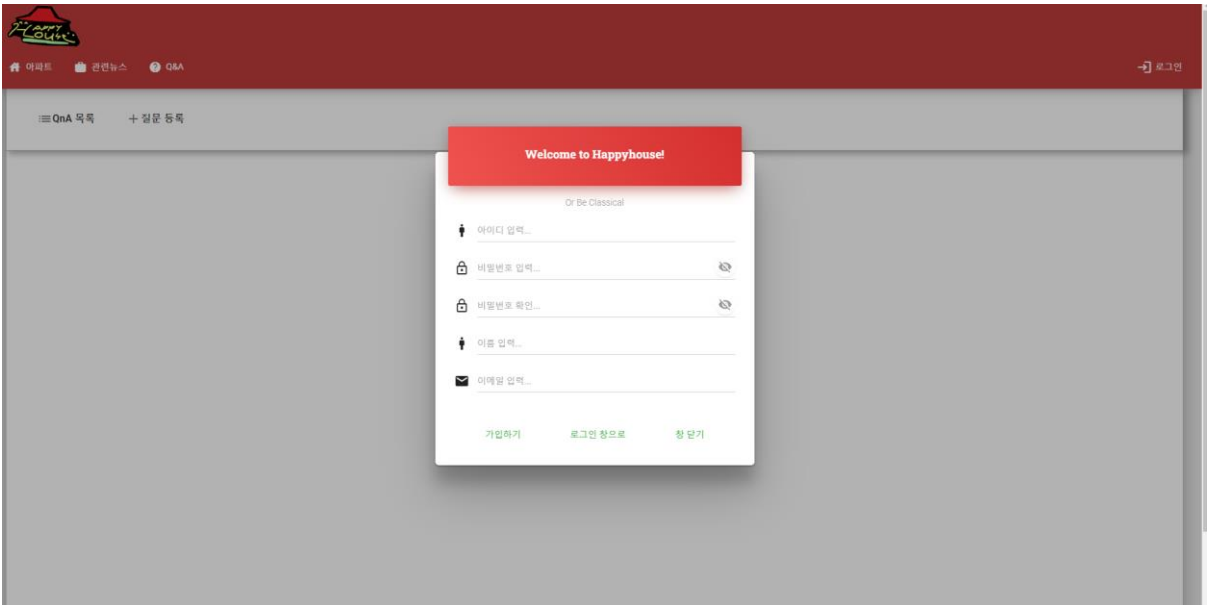 Happy
House
아파트 관련뉴스 Q&A 로그인
QnA 목록 + 질문 등록
Welcome to Happyhouse!
Or Be Classical
아이디 입력...
비밀번호 입력...
비밀번호 확인...
이름 입력...
이메일 입력...
가입하기 로그인 창으로 창 닫기